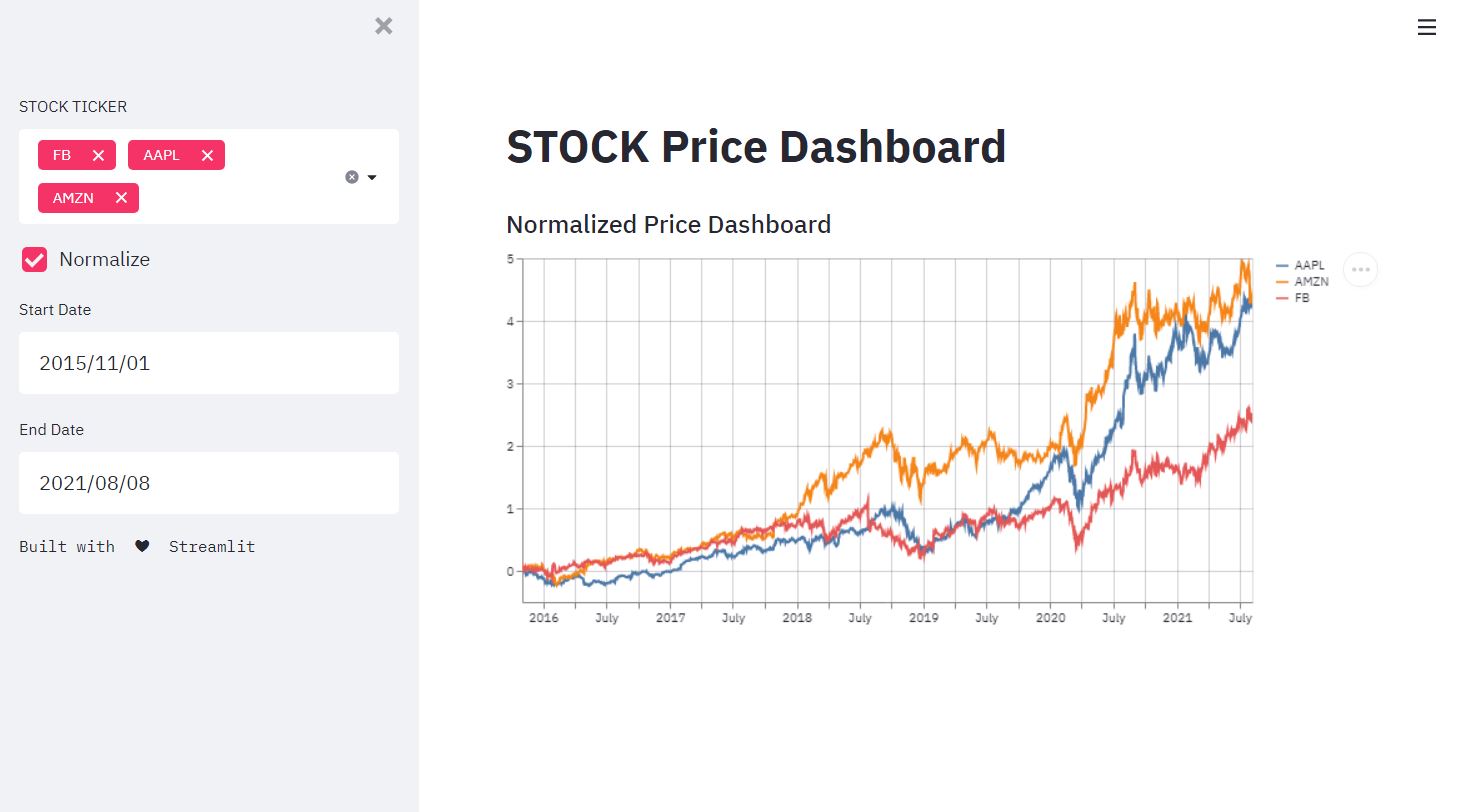 STOCK TICKER
FB
AAPL
AMZN
Normalize
Start Date
2015/11/01
End Date
2021/08/08
Built with ♥ Streamlit
STOCK Price Dashboard
Normalized Price Dashboard
5
4
3
2
1
0
2016 July 2017 July 2018 July 2019 July 2020 July 2021 July
AAPL
AMZN
FB